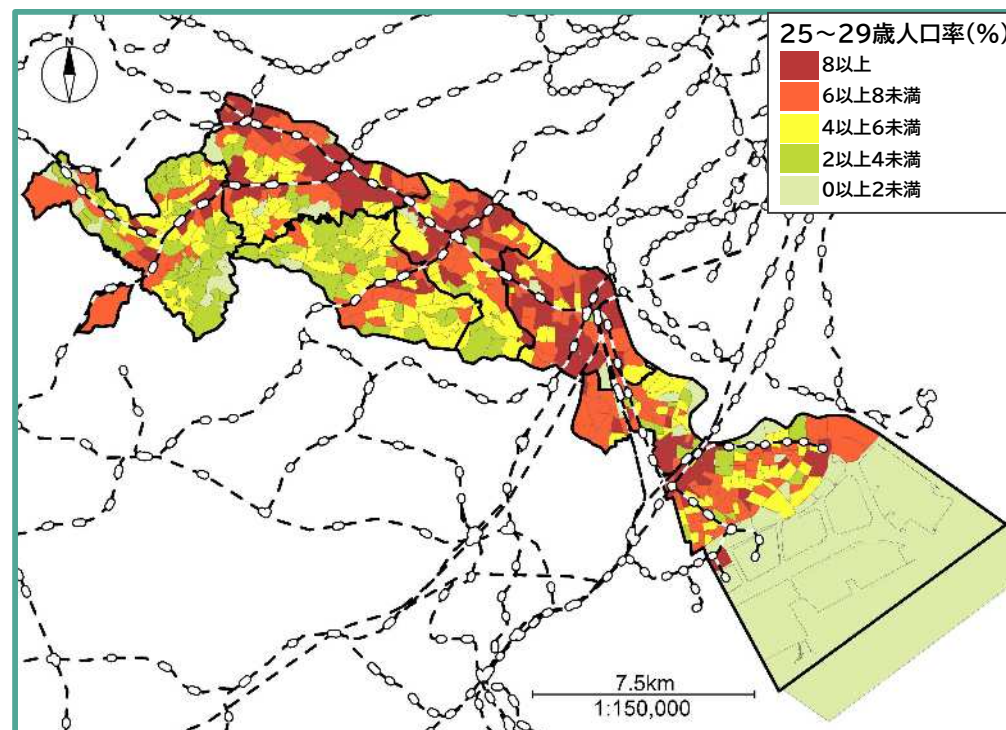 25～29歳人口率(%)
8以上
6以上8未満
4以上6未満
2以上4未満
0以上2未満
N
7.5km
1:150,000